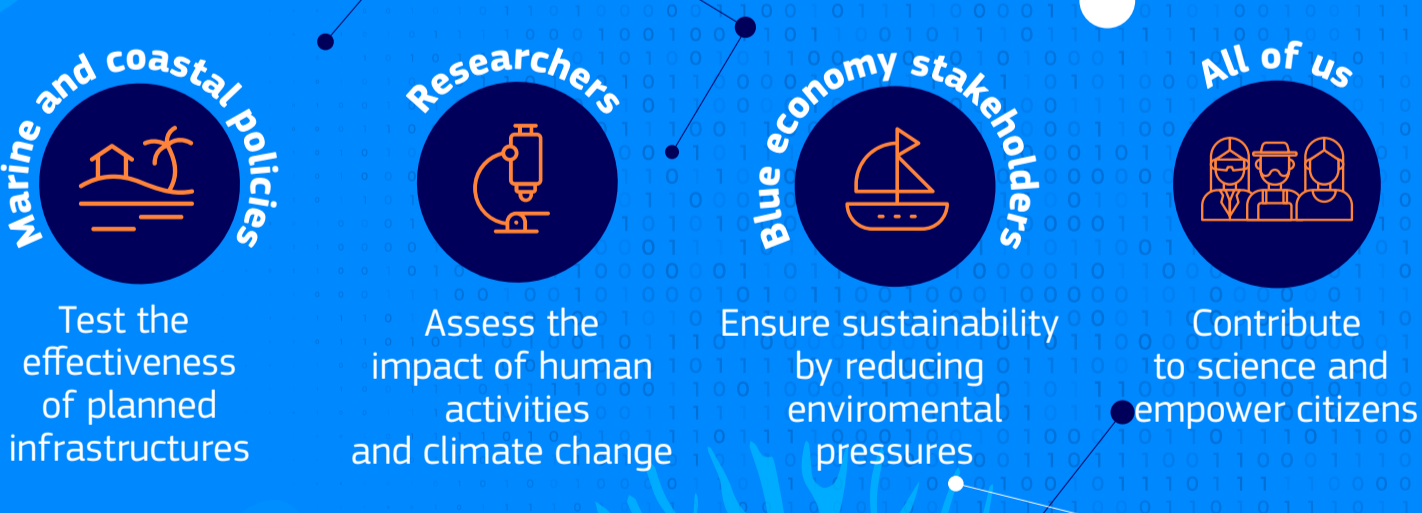 Marine and coastal policies
Test the
effectiveness
of planned
infrastructures
Researchers
Assess the
impact of human
activities
and climate change
Blue economy stakeholders
Ensure sustainability
by reducing
enviromental
pressures
All of us
Contribute
to science and
empower citizens